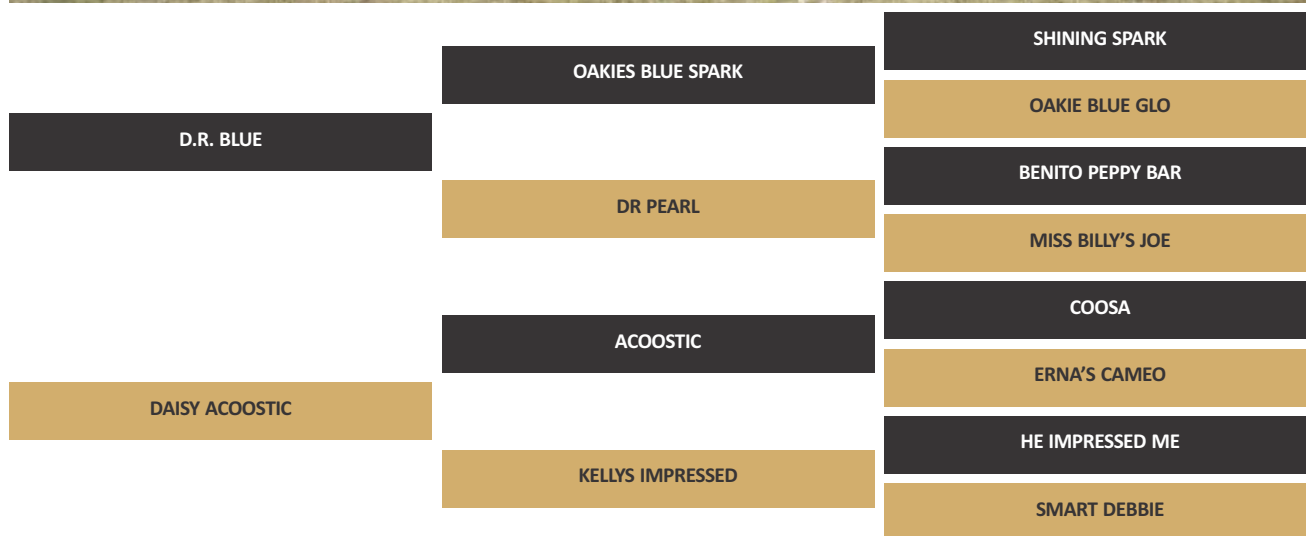 D.R. BLUE
DAISY ACOOSTIC
OAKIES BLUE SPARK
DR PEARL
ACOOSTIC
KELLYS IMPRESSED
SHINING SPARK
OAKIE BLUE GLO
BENITO PEPPY BAR
MISS BILLY’S JOE
COOSA
ERNA’S CAMEO
HE IMPRESSED ME
SMART DEBBIE